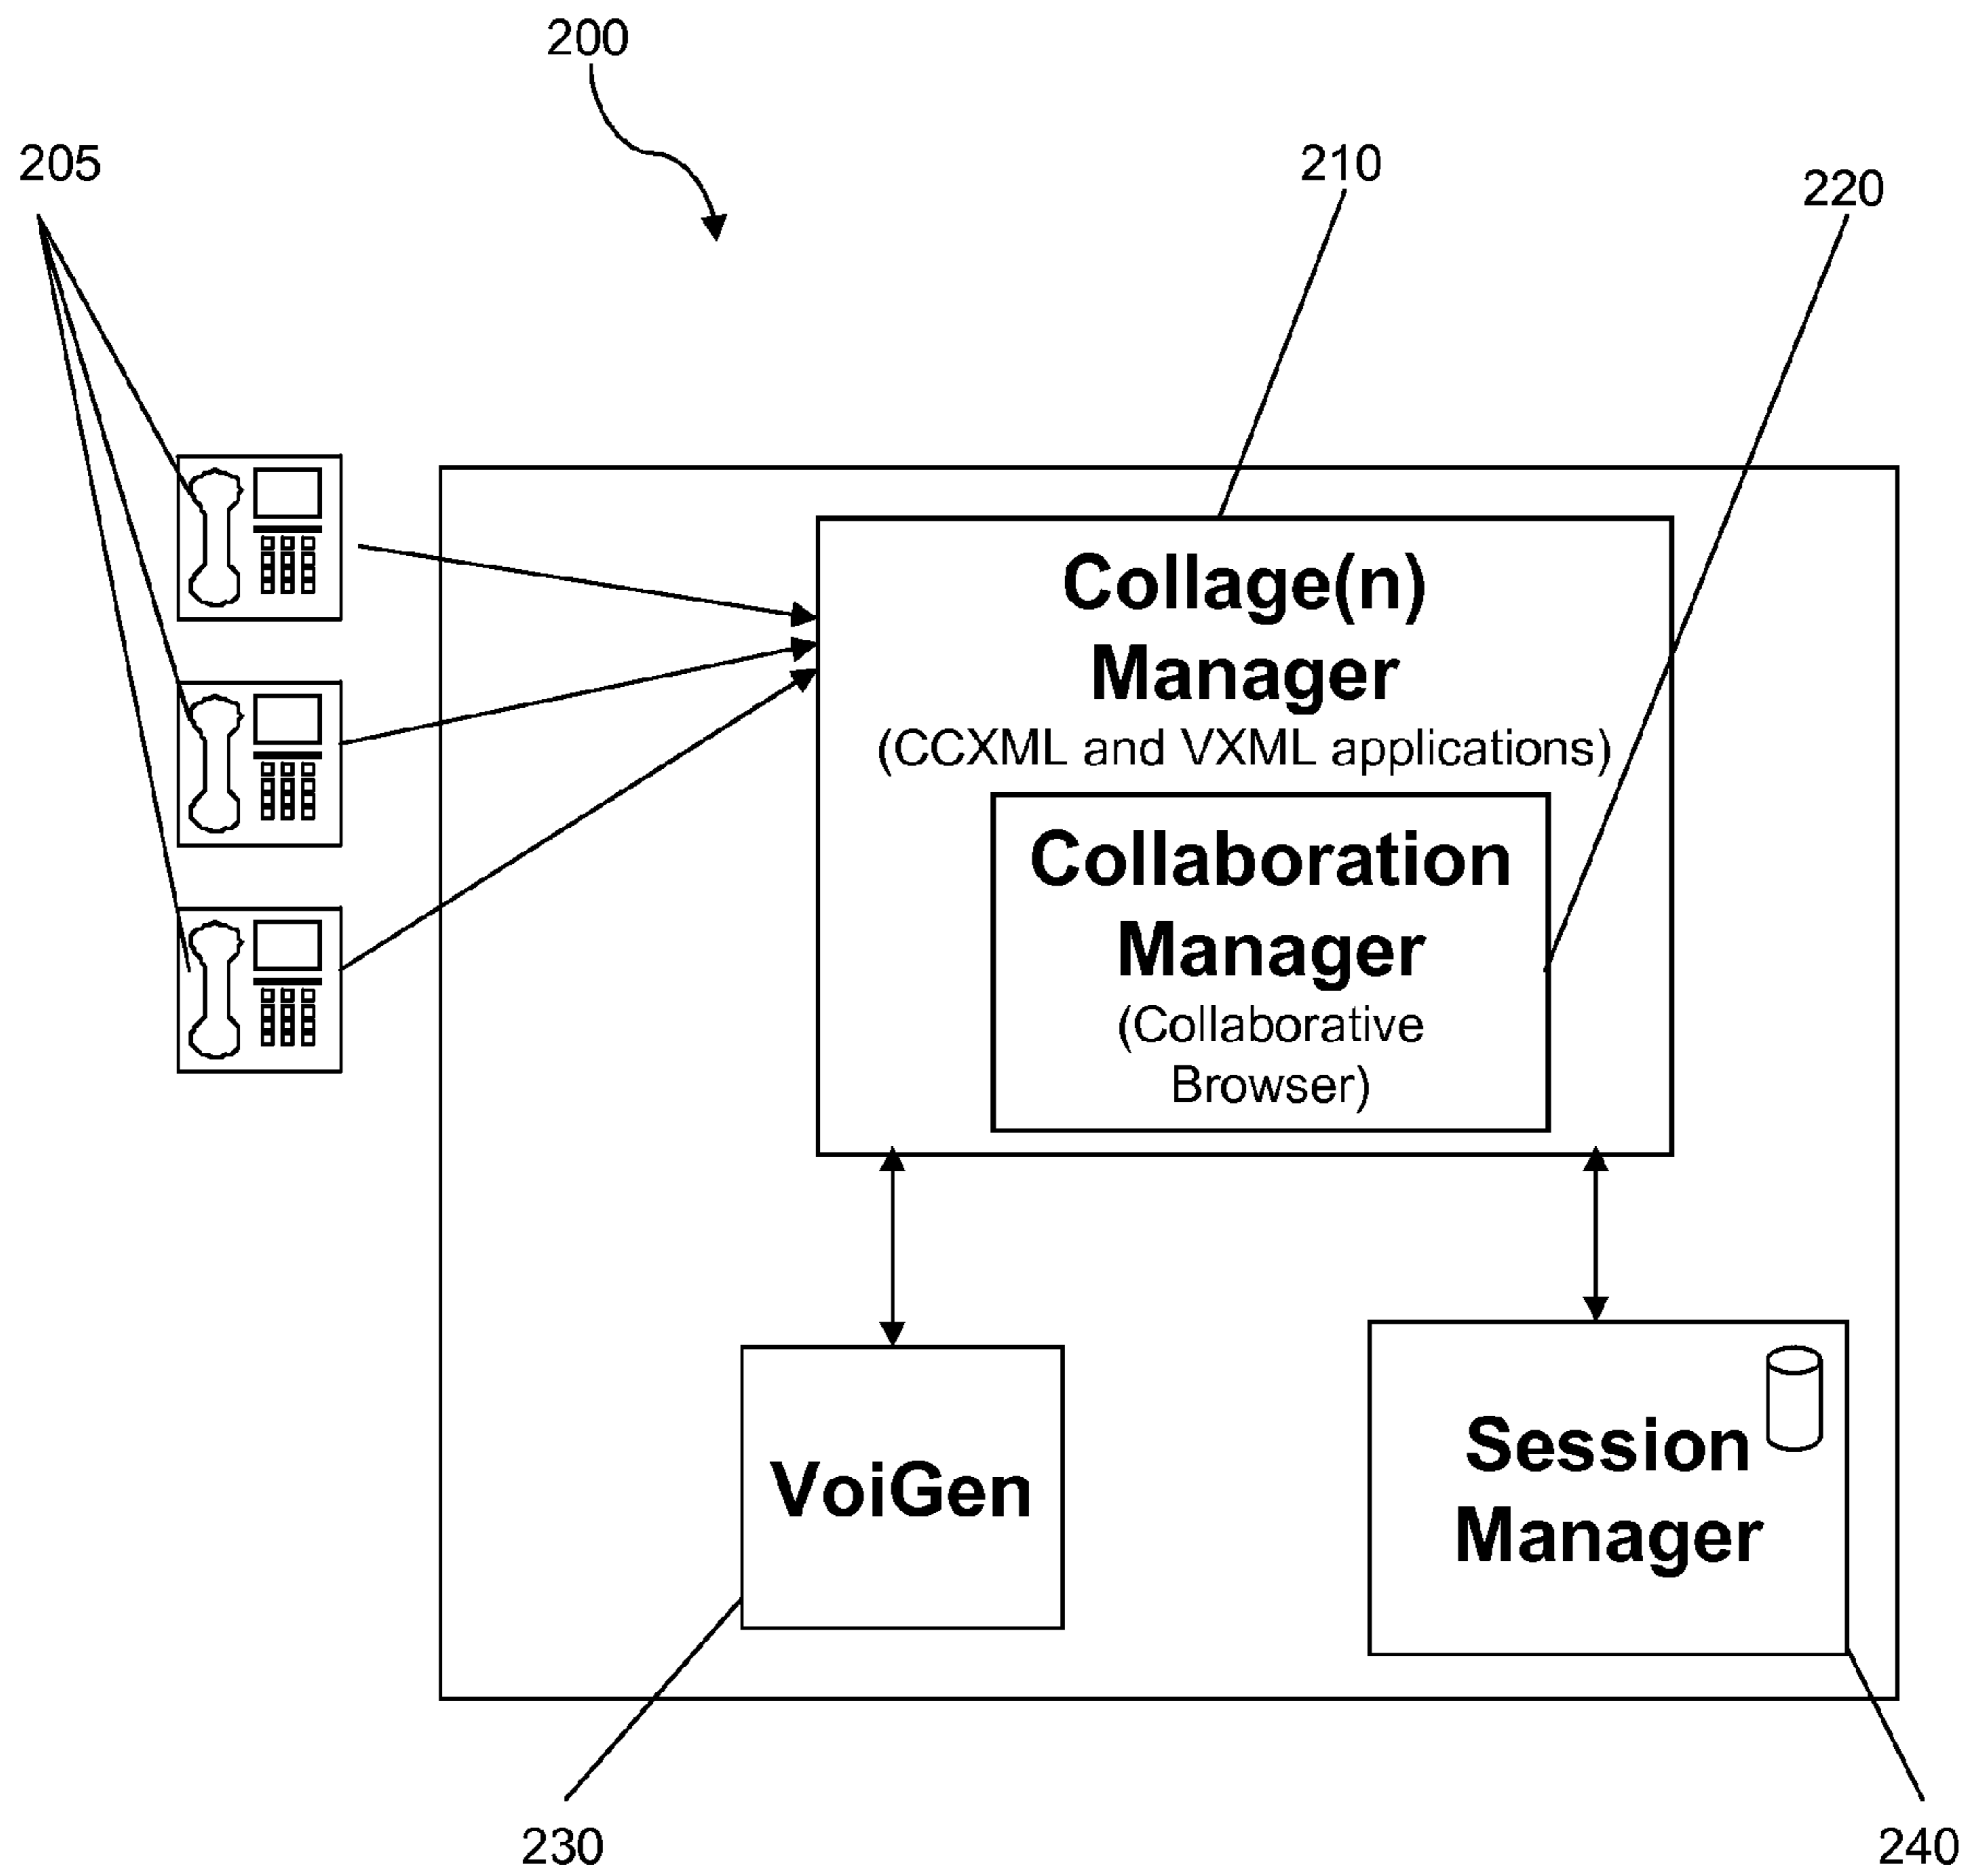 200
205
210
220
Collage(n)
Manager
(CCXML and VXML applications)
Collaboration
Manager
(Collaborative
Browser)
VoiGen
Session
Manager
230
240